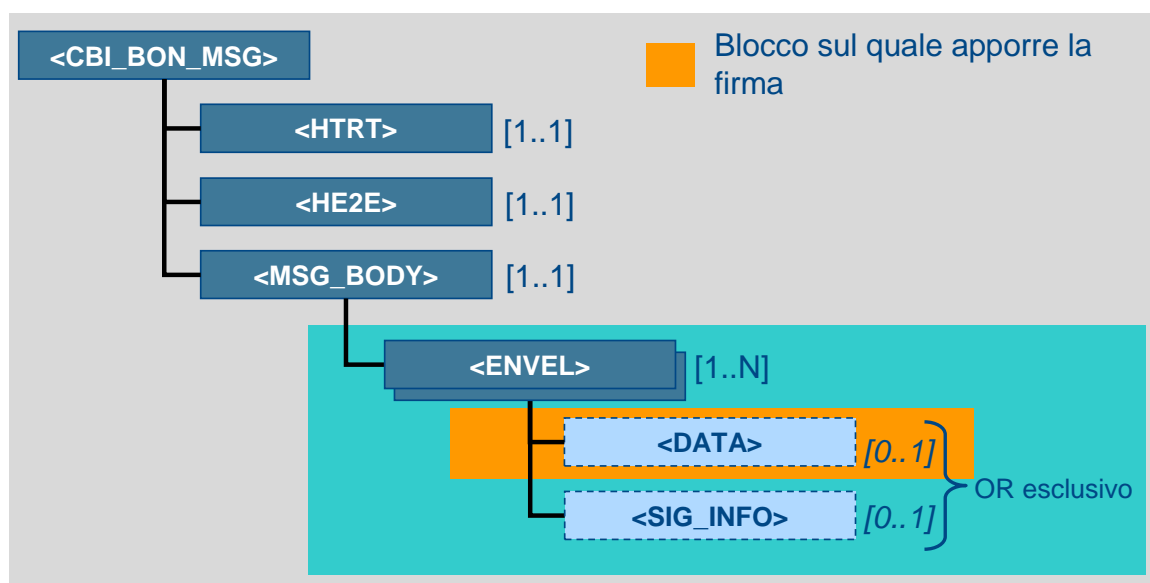 <CBI_BON_MSG>
Blocco sul quale apporre la
firma
<HTRT> [1..1]
<HE2E> [1..1]
<MSG_BODY> [1..1]
<ENVEL> [1..N]
<DATA> [0..1]
OR esclusivo
<SIG_INFO> [0..1]